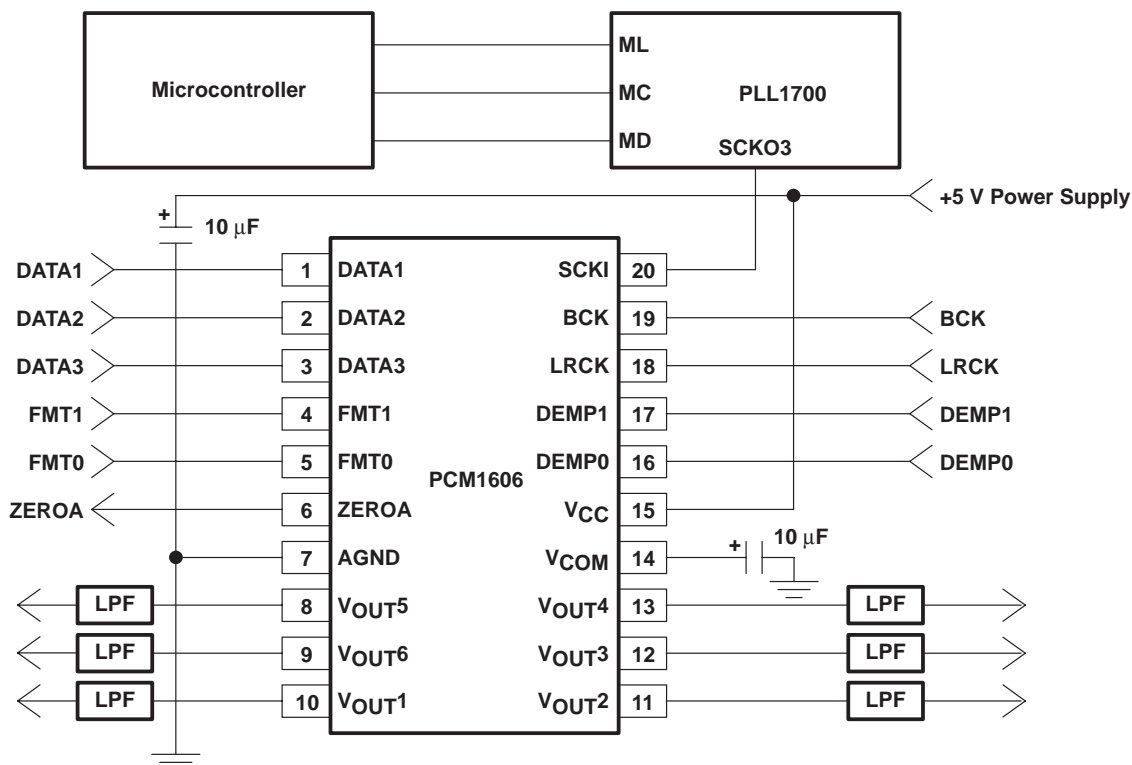 Microcontroller
ML
MC
MD
PLL1700
SCKO3
+5 V Power Supply
+
10 μF
DATA1 1 DATA1 SCKI 20
DATA2 2 DATA2 BCK 19 BCK
DATA3 3 DATA3 LRCK 18 LRCK
FMT1 4 FMT1 DEMP1 17 DEMP1
FMT0 5 FMT0 DEMP0 16 DEMP0
PCM1606
ZEROA 6 ZEROA VCC 15
7 AGND VCOM 14 + 10 μF
LPF 8 VOUT5 VOUT4 13 LPF
LPF 9 VOUT6 VOUT3 12 LPF
LPF 10 VOUT1 VOUT2 11 LPF